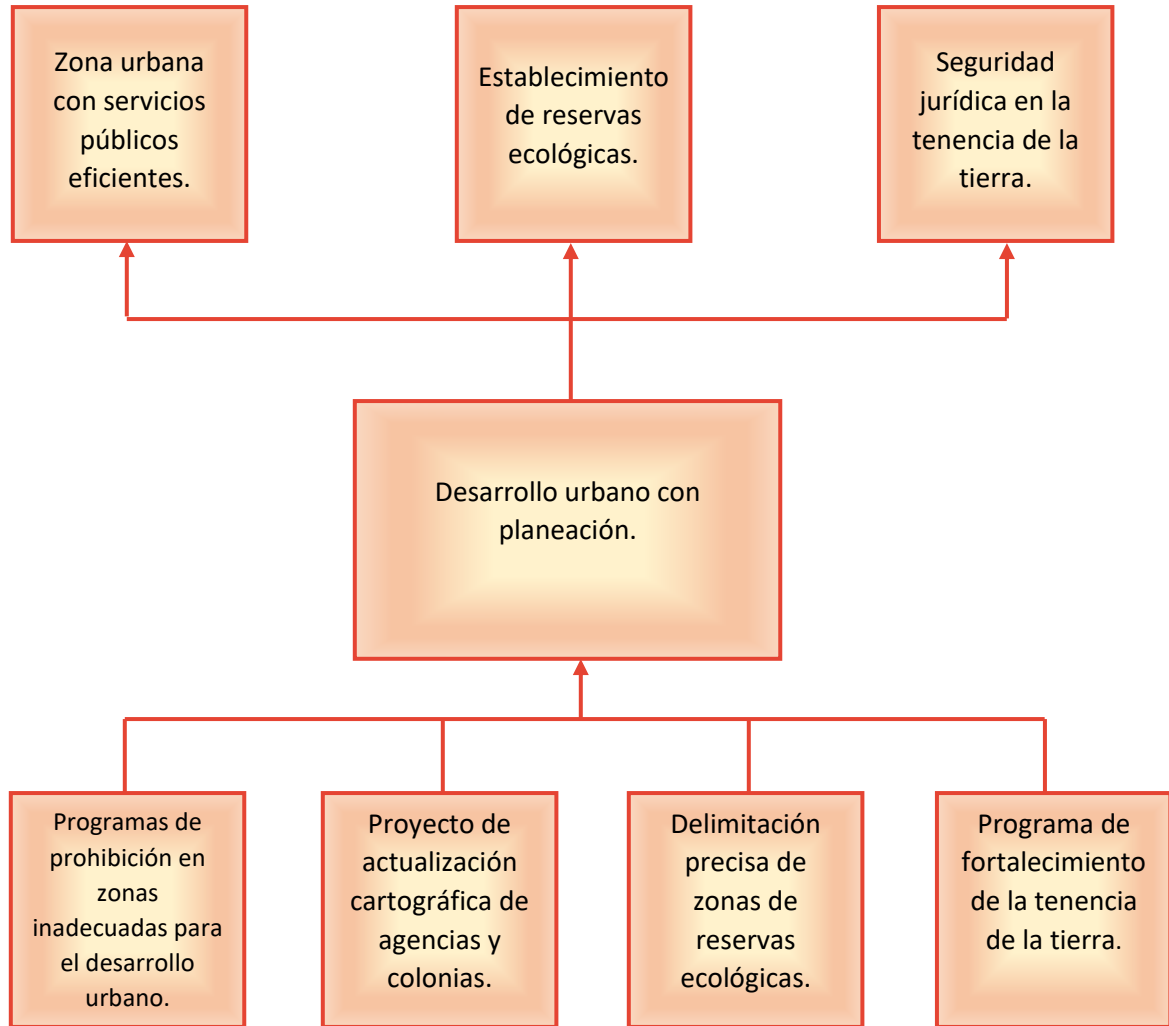 Zona urbana
con servicios
públicos
eficientes.
Establecimiento
de reservas
ecológicas.
Seguridad
jurídica en la
tenencia de la
tierra.
Desarrollo urbano con
planeación.
Programas de
prohibición en
zonas
inadecuadas para
el desarrollo
urbano.
Proyecto de
actualización
cartográfica de
agencias y
colonias.
Delimitación
precisa de
zonas de
reservas
ecológicas.
Programa de
fortalecimiento
de la tenencia
de la tierra.